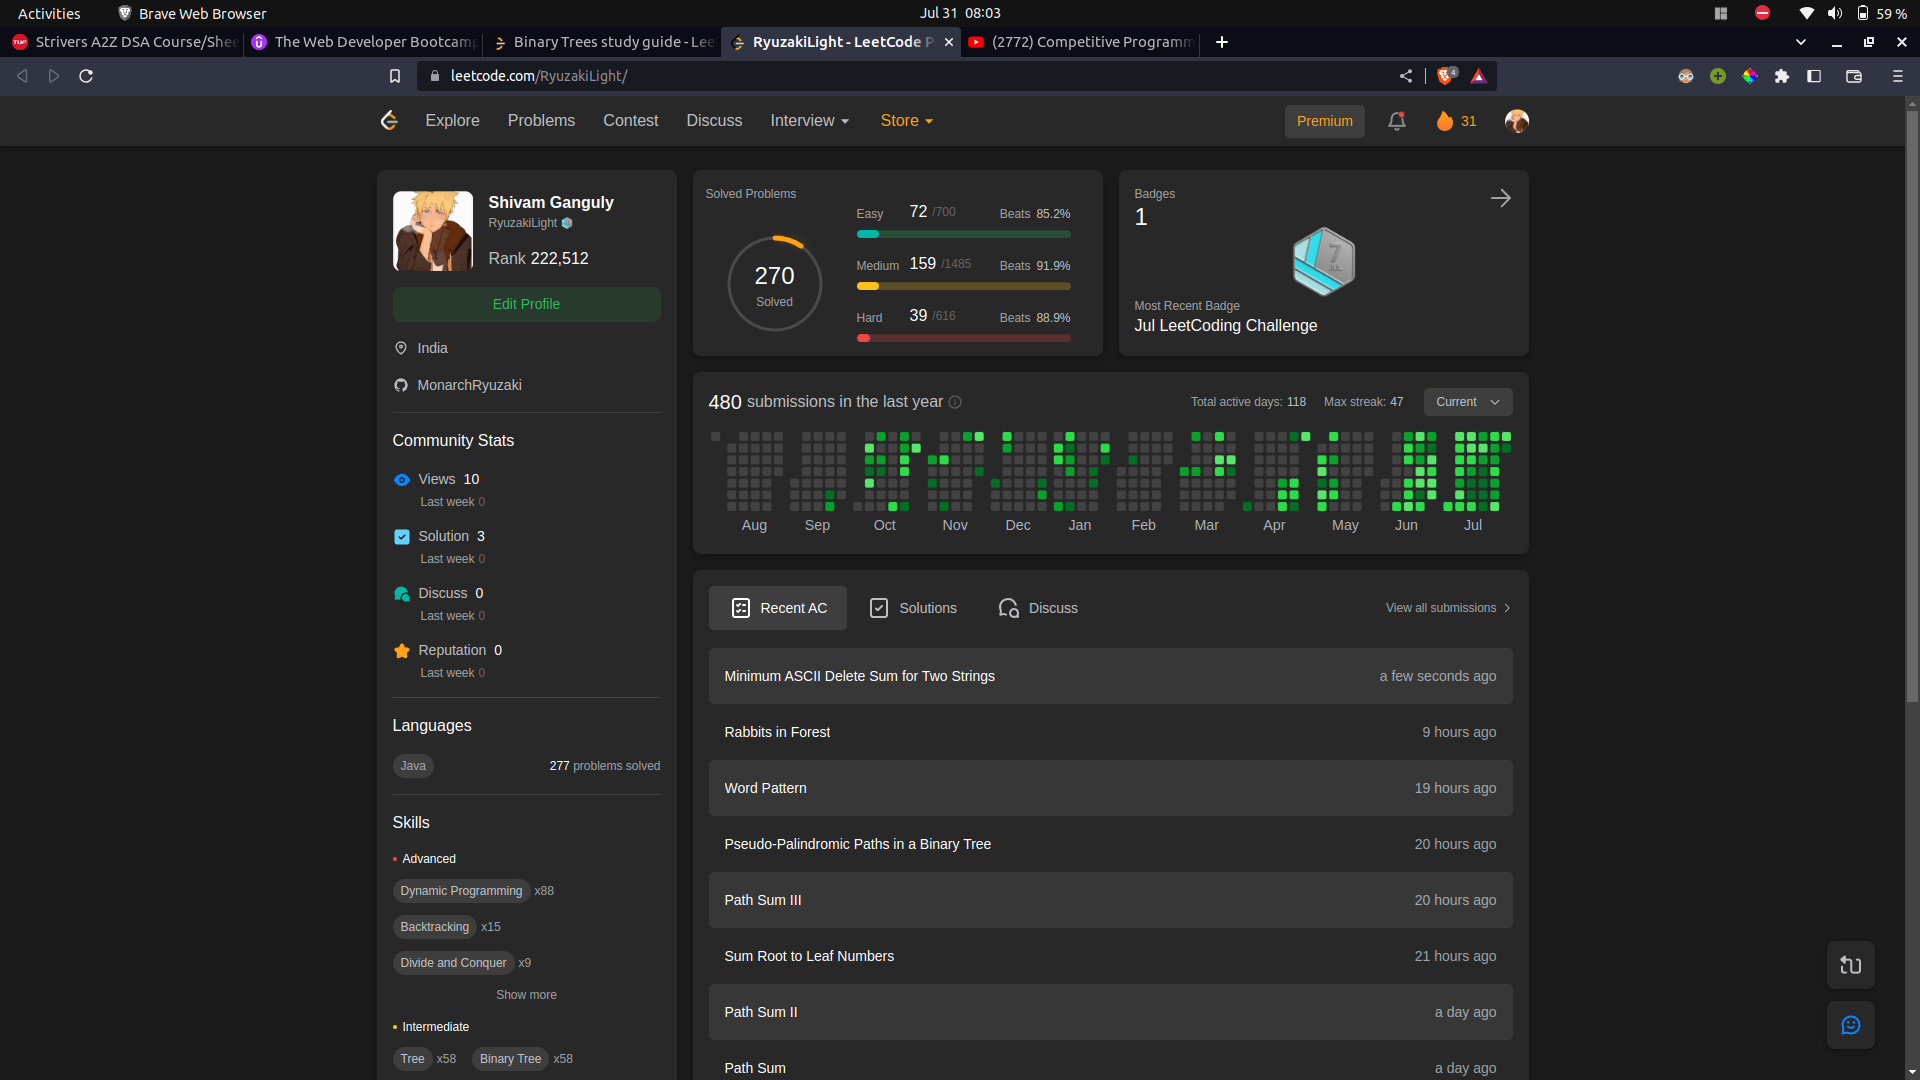 Activities
Brave Web Browser
Jul 31 08:03
59 %
Strivers A2Z DSA Course/Shee
The Web Developer Bootcamp
Binary Trees study guide - Lee
RyuzakiLight - LeetCode P
(2772) Competitive Programm
leetcode.com/RyuzakiLight/
4
Explore
Problems
Contest
Discuss
Interview
Store
Premium
31
Shivam Ganguly
RyuzakiLight
Rank 222,512
Edit Profile
India
MonarchRyuzaki
Community Stats
Views 10
Last week 0
Solution 3
Last week 0
Discuss 0
Last week 0
Reputation 0
Last week 0
Languages
Java
277 problems solved
Skills
Advanced
Dynamic Programming x88
Backtracking x15
Divide and Conquer x9
Show more
Intermediate
Tree x58 Binary Tree x58
Solved Problems
270
Solved
Easy 72 /700 Beats 85.2%
Medium 159 /1485 Beats 91.9%
Hard 39 /616 Beats 88.9%
Badges
1
7
JUL
Most Recent Badge
Jul LeetCoding Challenge
480 submissions in the last year
Total active days: 118
Max streak: 47
Current
Aug Sep Oct Nov Dec Jan Feb Mar Apr May Jun Jul
Recent AC
Solutions
Discuss
View all submissions
Minimum ASCII Delete Sum for Two Strings a few seconds ago
Rabbits in Forest 9 hours ago
Word Pattern 19 hours ago
Pseudo-Palindromic Paths in a Binary Tree 20 hours ago
Path Sum III 20 hours ago
Sum Root to Leaf Numbers 21 hours ago
Path Sum II a day ago
Path Sum a day ago